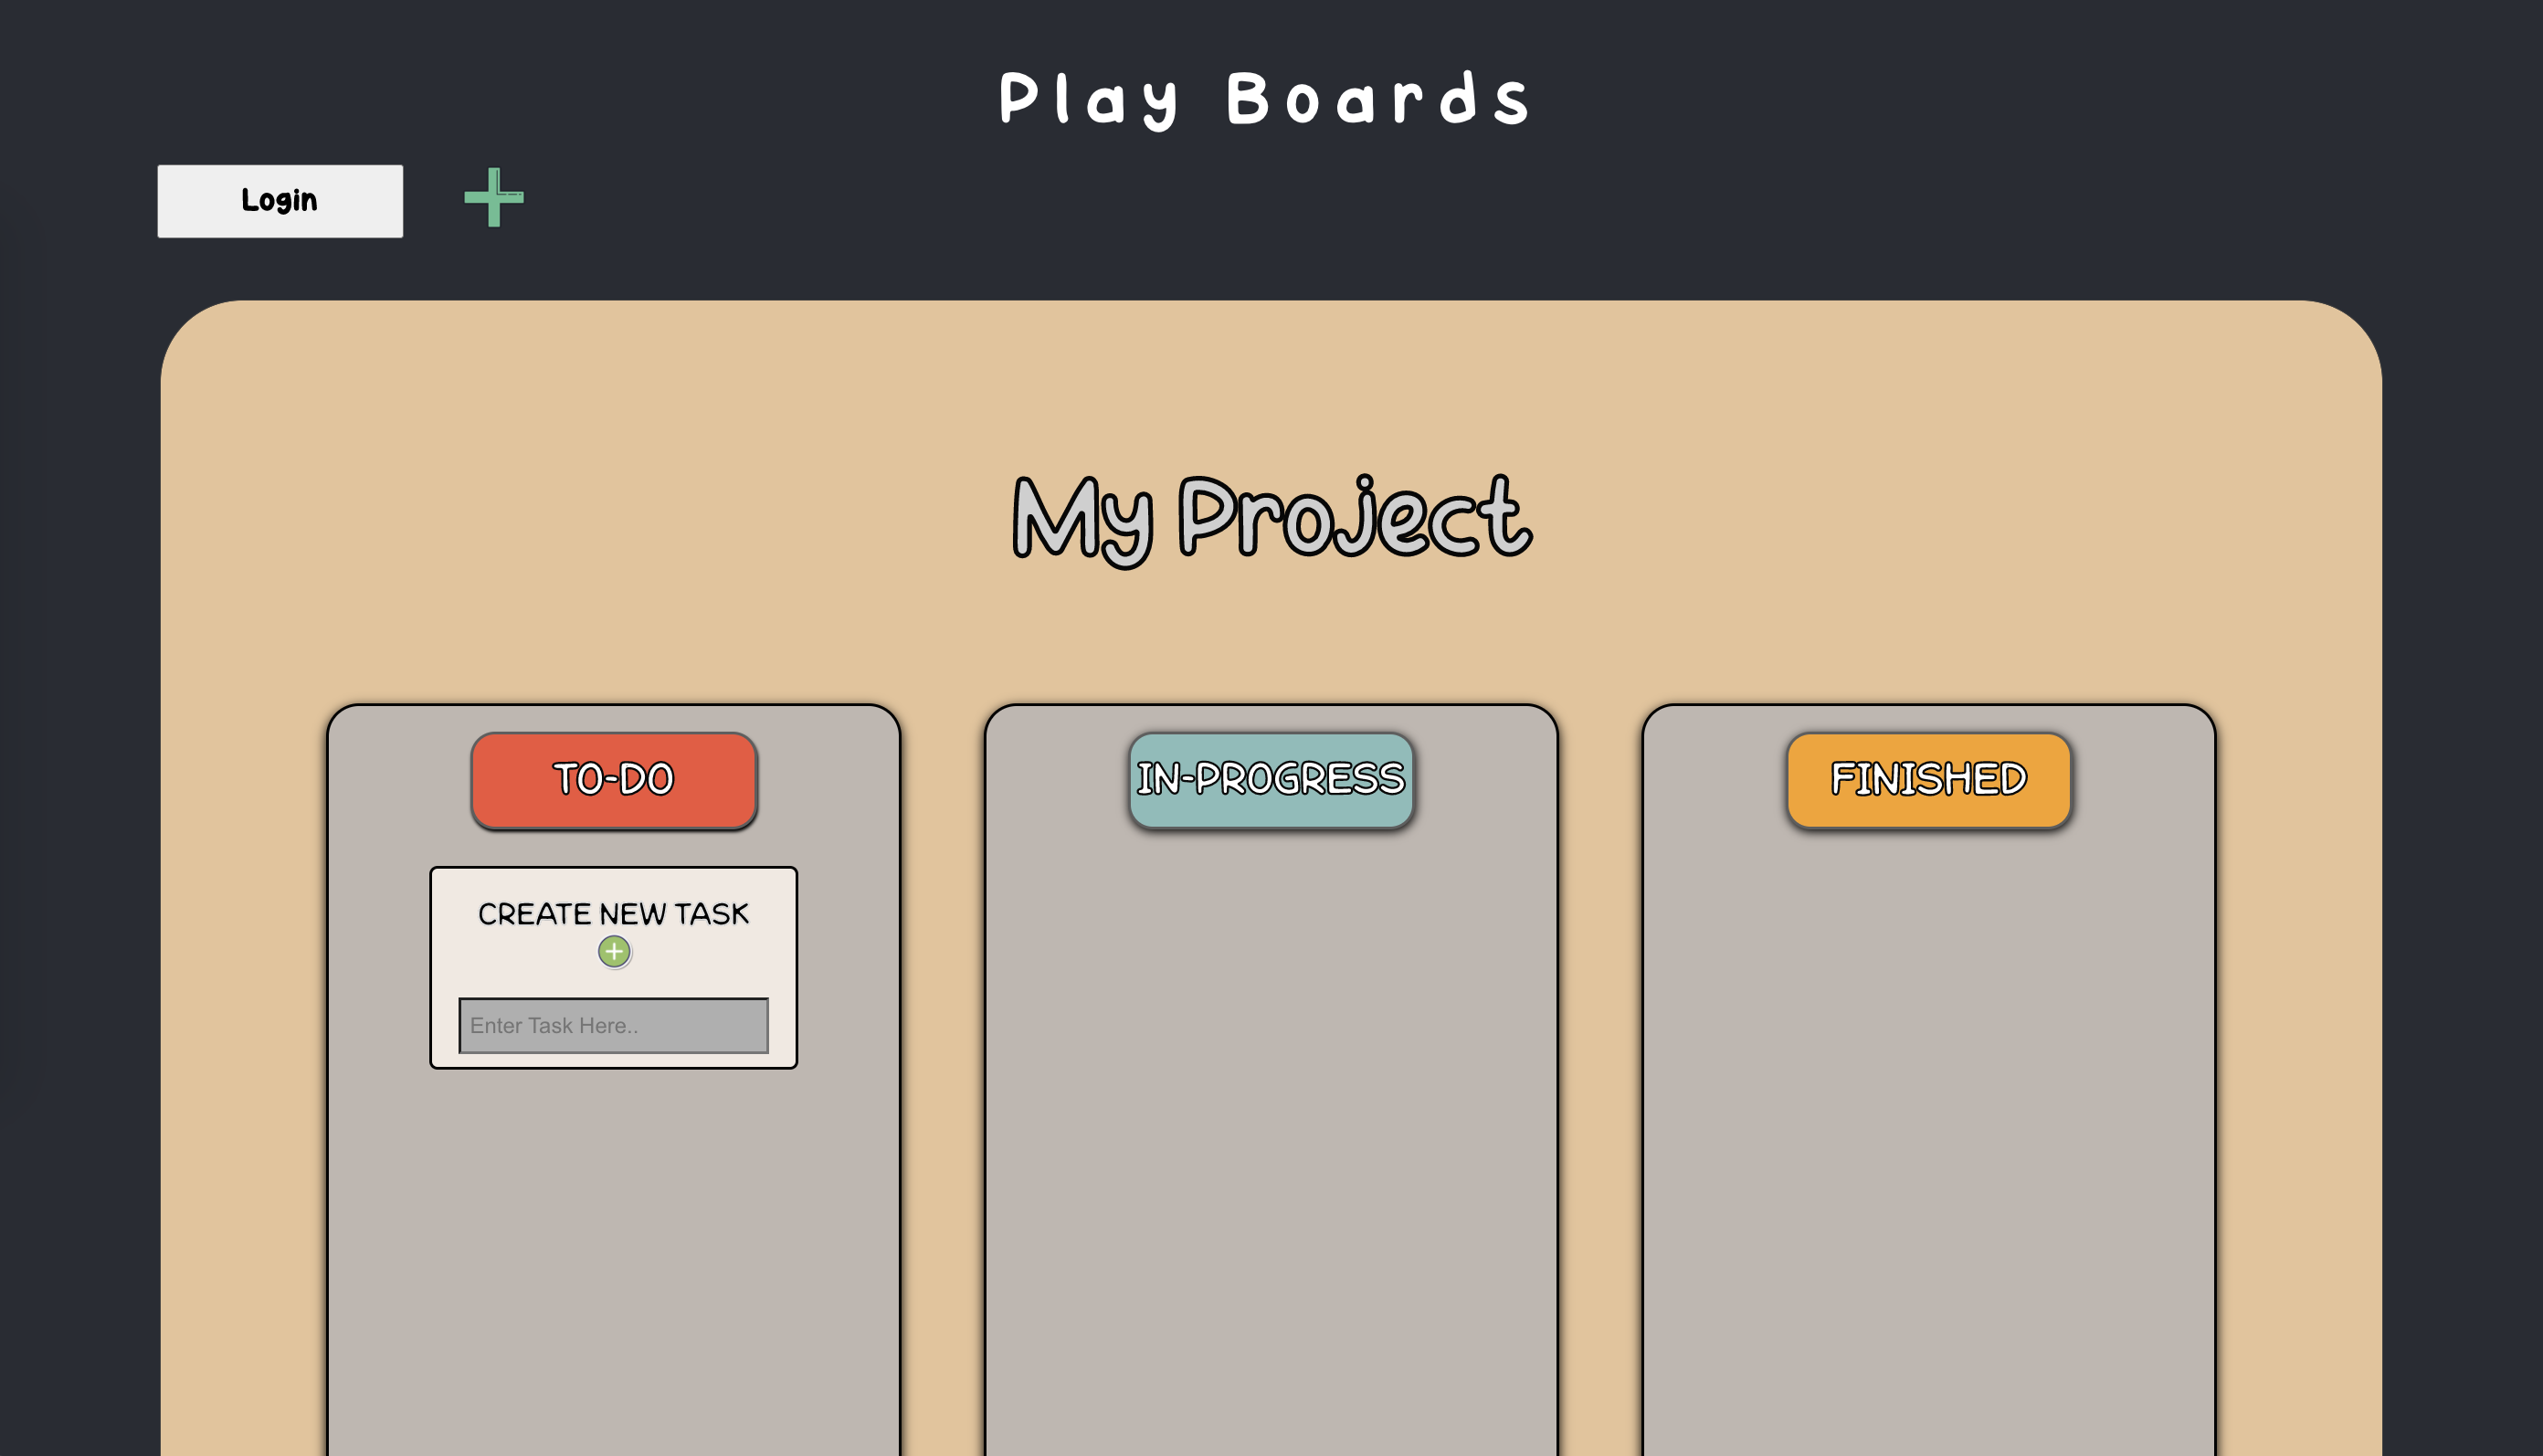 Play Boards
Login
My Project
TO-DO
IN-PROGRESS
FINISHED
CREATE NEW TASK
Enter Task Here..